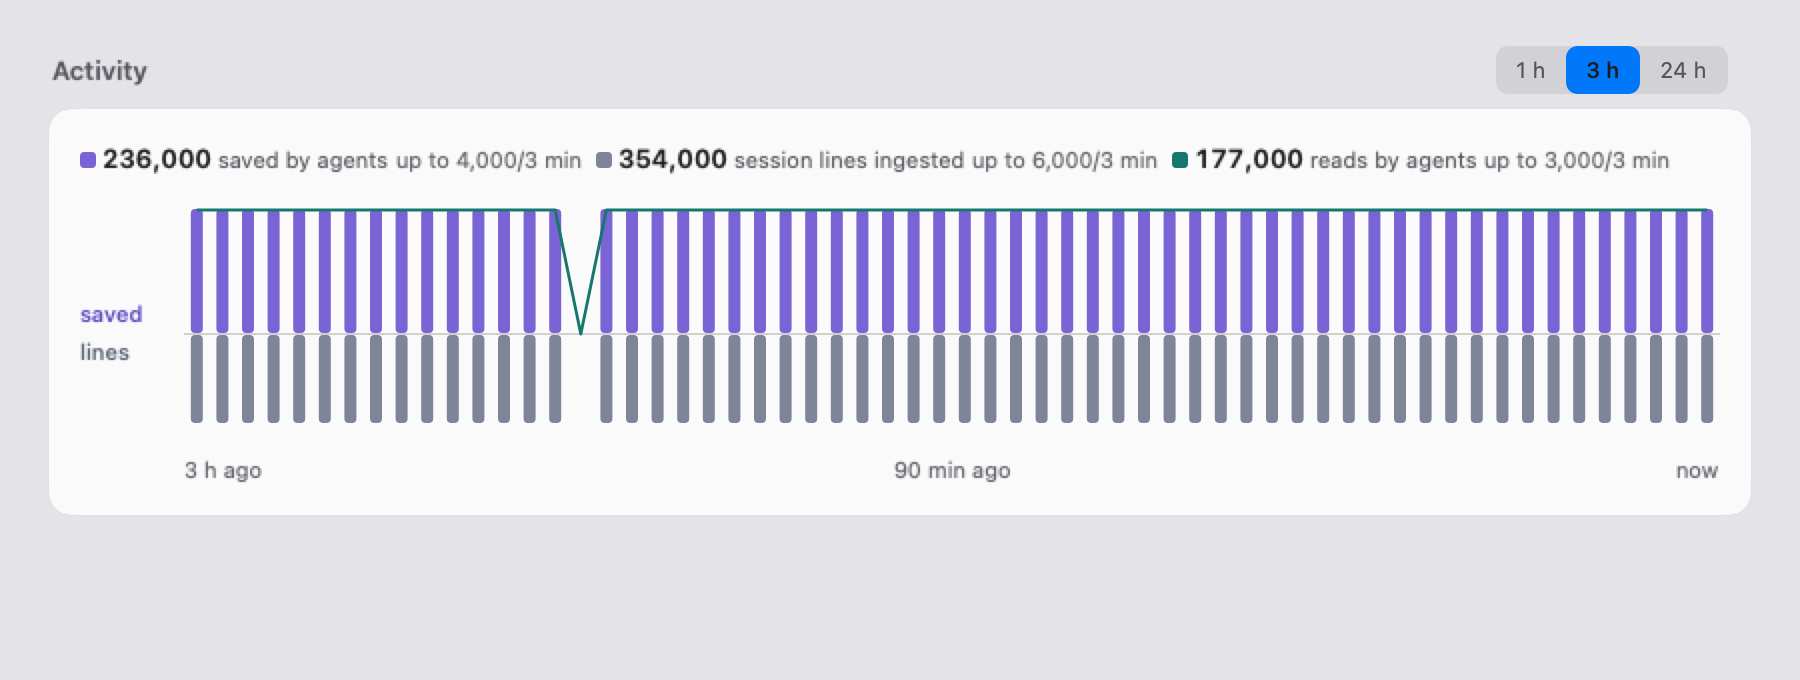 Activity
1 h 3 h 24 h
236,000 saved by agents up to 4,000/3 min 354,000 session lines ingested up to 6,000/3 min 177,000 reads by agents up to 3,000/3 min
saved
lines
3 h ago 90 min ago now